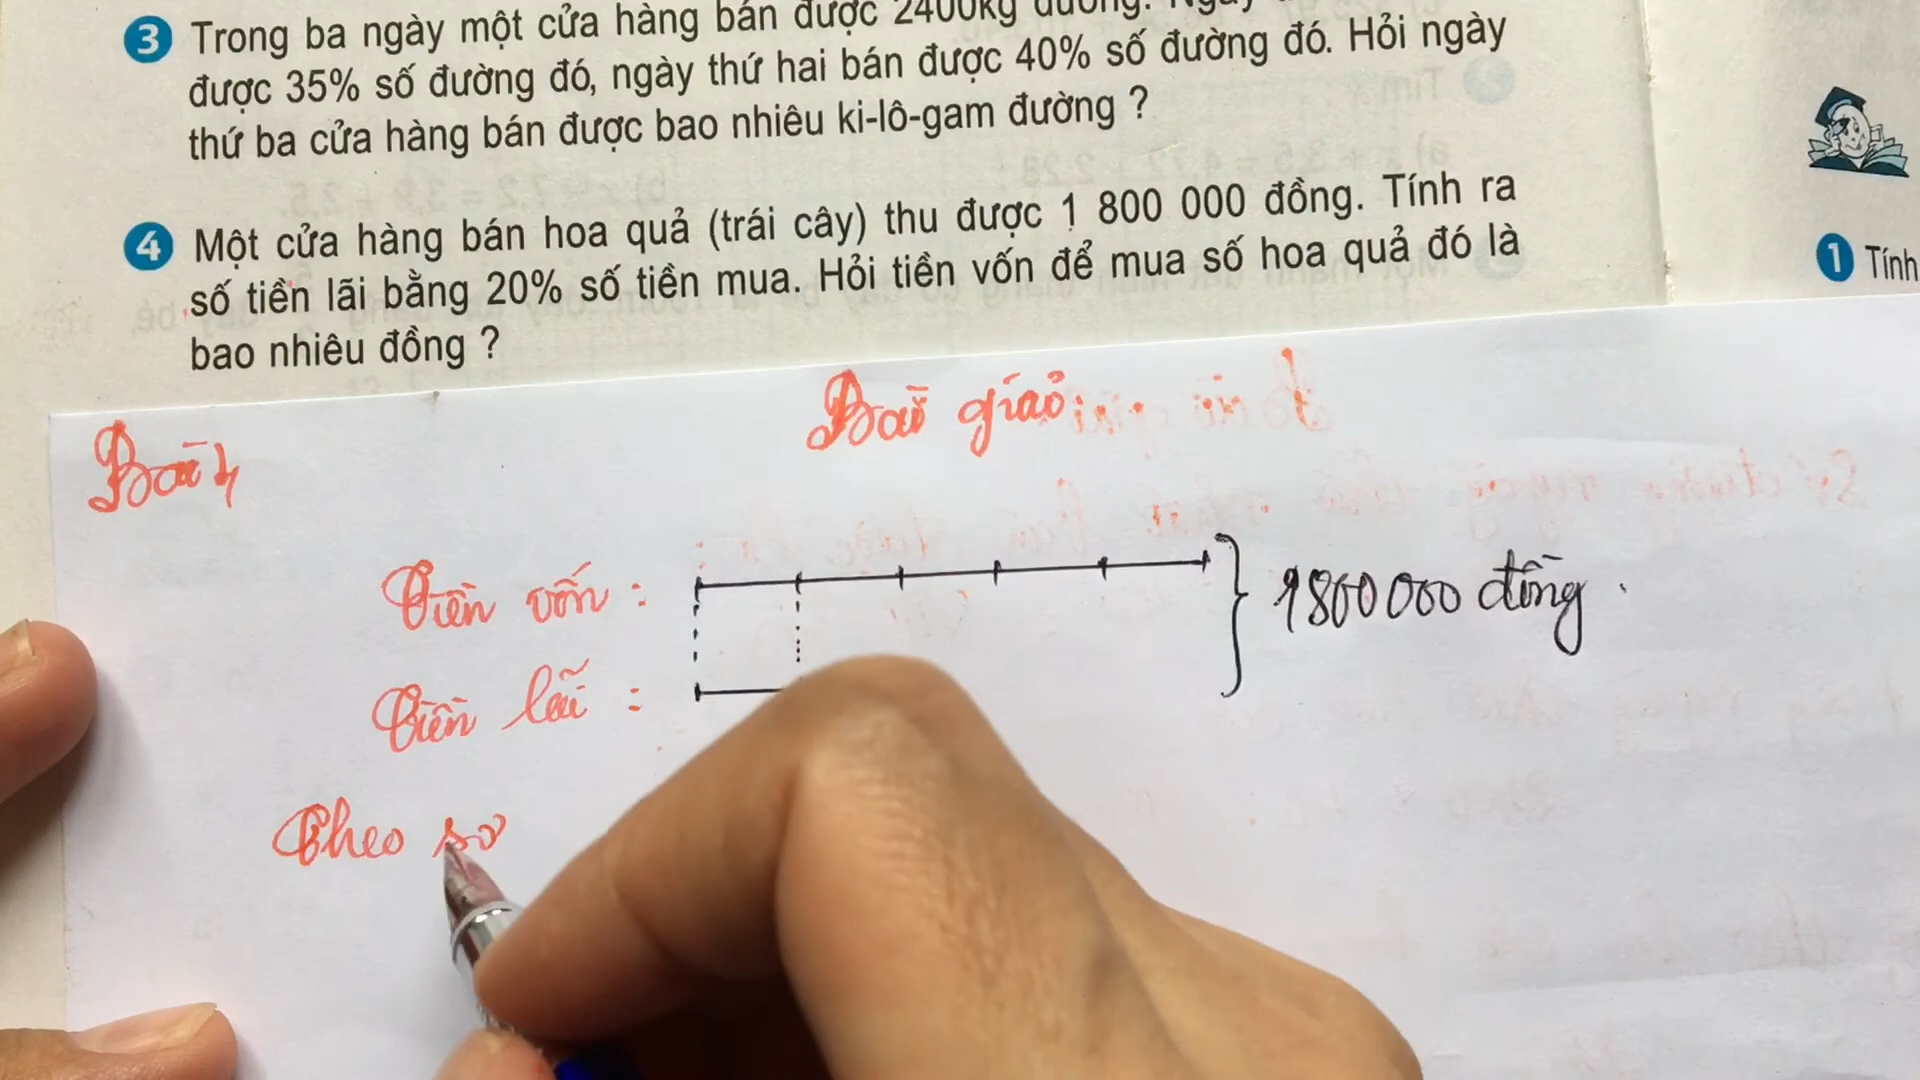 3 Trong ba ngày một cửa hàng bán được 2400kg đường. Ngày
được 35% số đường đó, ngày thứ hai bán được 40% số đường đó. Hỏi ngày
thứ ba cửa hàng bán được bao nhiêu ki-lô-gam đường ?
4 Một cửa hàng bán hoa quả (trái cây) thu được 1 800 000 đồng. Tính ra
số tiền lãi bằng 20% số tiền mua. Hỏi tiền vốn để mua số hoa quả đó là
bao nhiêu đồng ?
1 Tính
Bài giải
Bài 4
Tiền vốn :
1800 000 đồng .
Tiền lãi :
Theo sơ